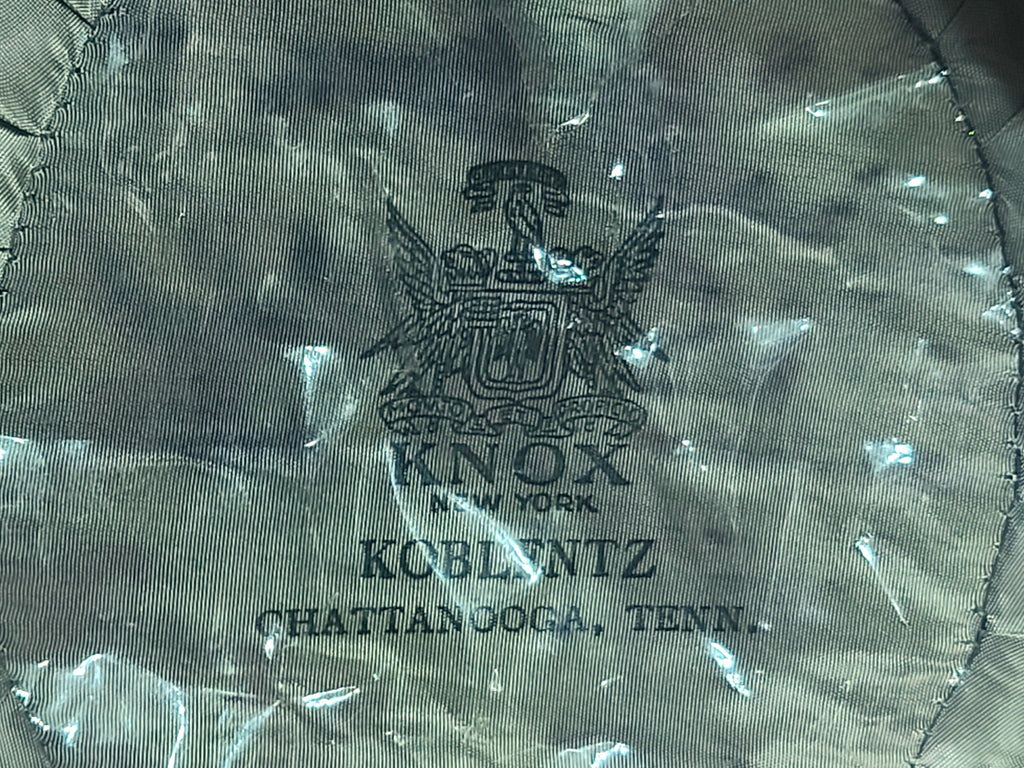 KNOX
NEW YORK
KOBLENTZ
CHATTANOOGA, TENN.